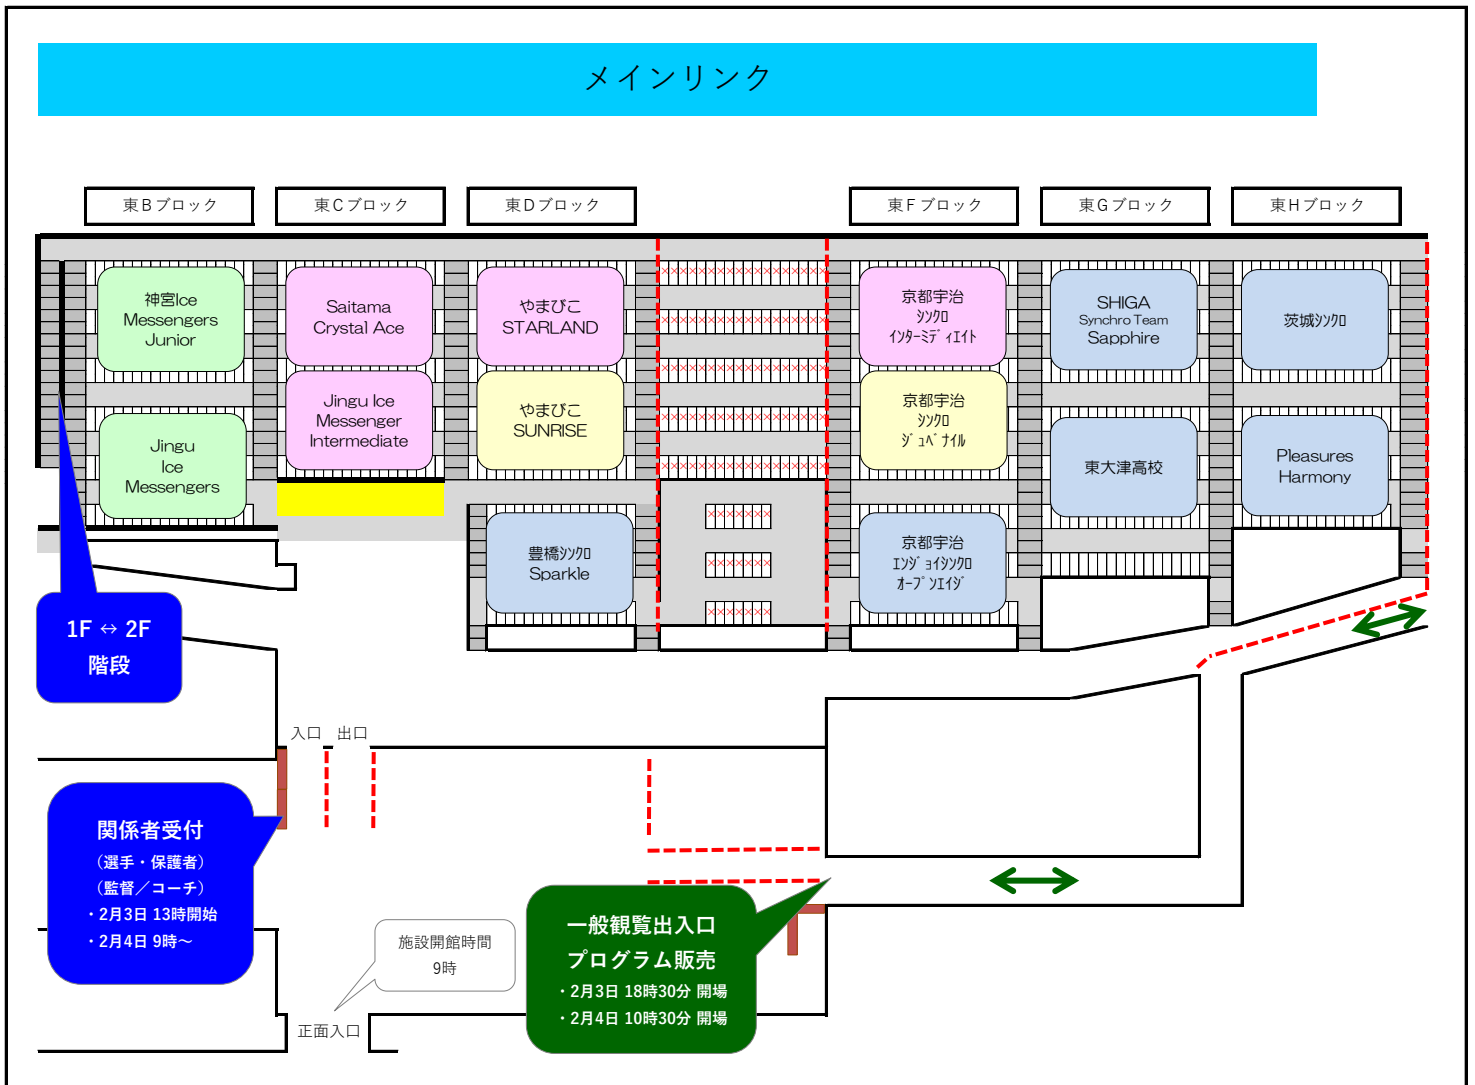 メインリンク
東Bブロック
東Cブロック
東Dブロック
東Fブロック
東Gブロック
東Hブロック
神宮Ice
Messengers
Junior
Saitama
Crystal Ace
やまびこ
STARLAND
京都宇治
ｼﾝｸﾛ
ｲﾝﾀｰﾐﾃﾞｨｴｲﾄ
SHIGA
Synchro Team
Sapphire
茨城ｼﾝｸﾛ
Jingu Ice
Messenger
Intermediate
やまびこ
SUNRISE
京都宇治
ｼﾝｸﾛ
ｼﾞｭﾍﾞﾅｲﾙ
Jingu
Ice
Messengers
東大津高校
Pleasures
Harmony
豊橋ｼﾝｸﾛ
Sparkle
京都宇治
ｴﾝｼﾞｮｲｼﾝｸﾛ
ｵｰﾌﾟﾝｴｲｼﾞ
1F ↔ 2F
階段
入口
出口
関係者受付
（選手・保護者）
（監督／コーチ）
・2月3日 13時開始
・2月4日 9時～
施設開館時間
9時
正面入口
一般観覧出入口
プログラム販売
・2月3日 18時30分 開場
・2月4日 10時30分 開場